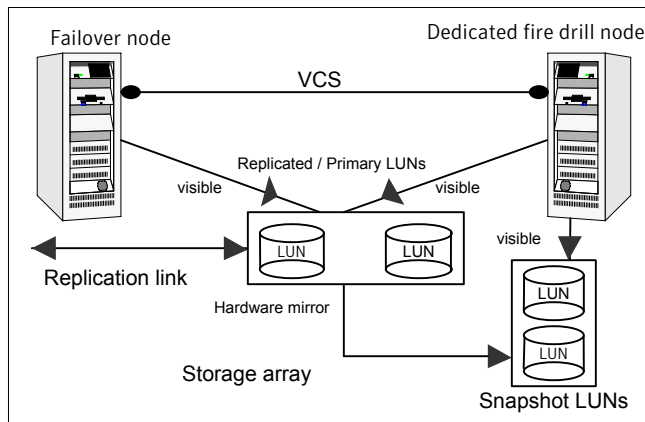 Failover node
Dedicated fire drill node
VCS
Replicated / Primary LUNs
visible
visible
LUN
LUN
visible
Replication link
Hardware mirror
LUN
LUN
Storage array
Snapshot LUNs